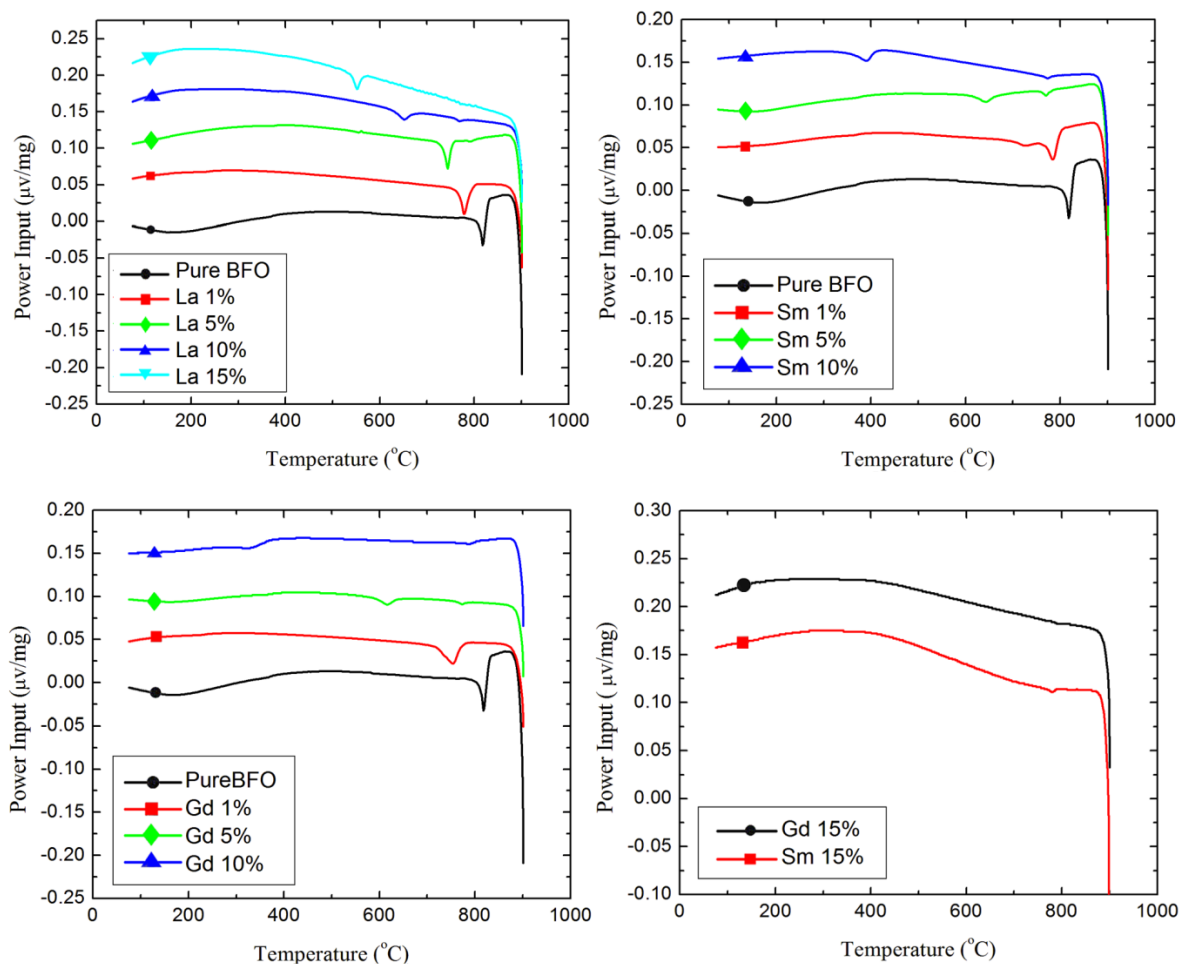 0.25
0.20
0.15
0.10
0.05
0.00
-0.05
-0.10
-0.15
-0.20
-0.25
Power Input (μv/mg)
Pure BFO
La 1%
La 5%
La 10%
La 15%
0 200 400 600 800 1000
Temperature (°C)
0.20
0.15
0.10
0.05
0.00
-0.05
-0.10
-0.15
-0.20
-0.25
Power Input (μv/mg)
Pure BFO
Sm 1%
Sm 5%
Sm 10%
0 200 400 600 800 1000
Temperature (°C)
0.20
0.15
0.10
0.05
0.00
-0.05
-0.10
-0.15
-0.20
-0.25
Power Input (μv/mg)
PureBFO
Gd 1%
Gd 5%
Gd 10%
0 200 400 600 800 1000
Temperature (°C)
0.30
0.25
0.20
0.15
0.10
0.05
0.00
-0.05
-0.10
Power Input ( μv/mg)
Gd 15%
Sm 15%
0 200 400 600 800 1000
Temperature (°C)